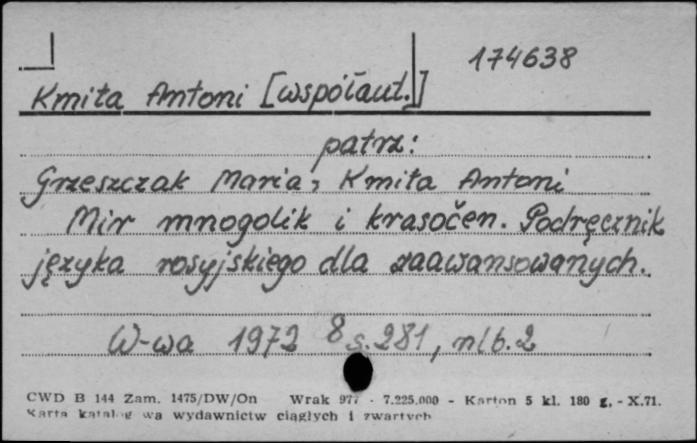 174638
Kmita Antoni [współaut.]
patrz:
Grzeszczak Maria, Kmita Antoni
Mir mnogolik i krasočen. Podręcznik
języka rosyjskiego dla zaawansowanych.
W-wa 1972 8 s. 281, nlb. 2
CWD B 144 Zam. 1475/DW/On Wrak 977 - 7.225.000 - Karton 5 kl. 180 g. - X.71.
Karta katalog wa wydawnictw ciągłych i zwartych